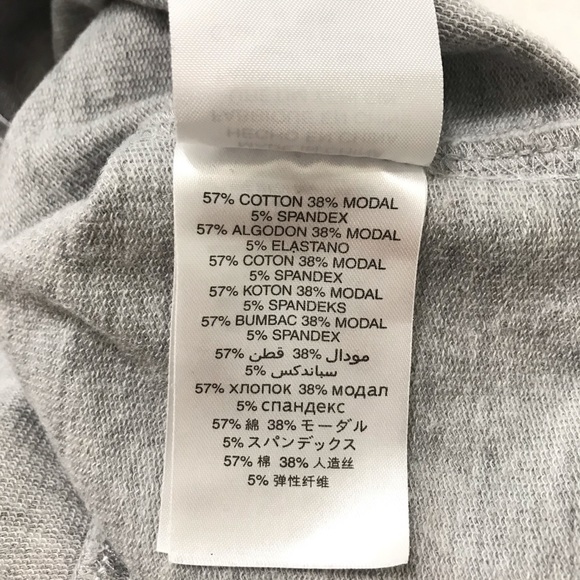 57% COTTON 38% MODAL
5% SPANDEX
57% ALGODON 38% MODAL
5% ELASTANO
57% COTON 38% MODAL
5% SPANDEX
57% KOTON 38% MODAL
5% SPANDEKS
57% BUMBAC 38% MODAL
5% SPANDEX
57% قطن 38% مودال
5% سباندكس
57% хлопок 38% модал
5% спандекс
57% 綿 38% モーダル
5% スパンデックス
57% 棉 38% 人造丝
5% 弹性纤维